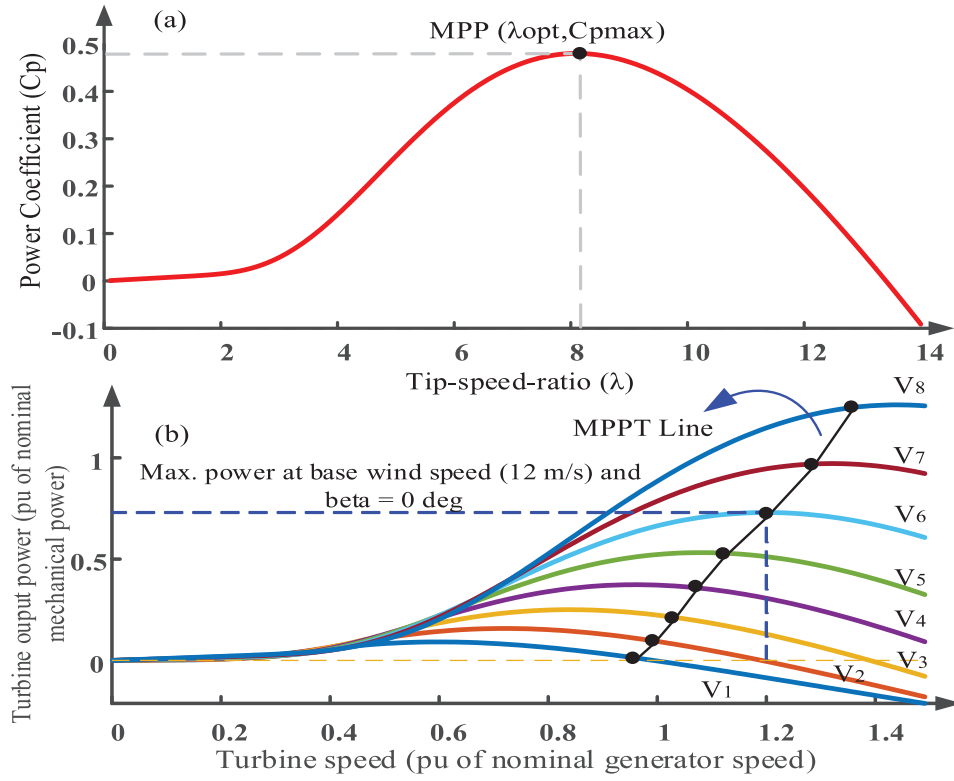 (a)
MPP (λopt,Cpmax)
Power Coefficient (Cp)
0.5
0.4
0.3
0.2
0.1
0
-0.1
0 2 4 6 8 10 12 14
Tip-speed-ratio (λ)
(b)
MPPT Line
Max. power at base wind speed (12 m/s) and
beta = 0 deg
Turbine ouput power (pu of nominal
mechanical power)
1
0.5
0
V8
V7
V6
V5
V4
V3
V2
V1
0 0.2 0.4 0.6 0.8 1 1.2 1.4
Turbine speed (pu of nominal generator speed)